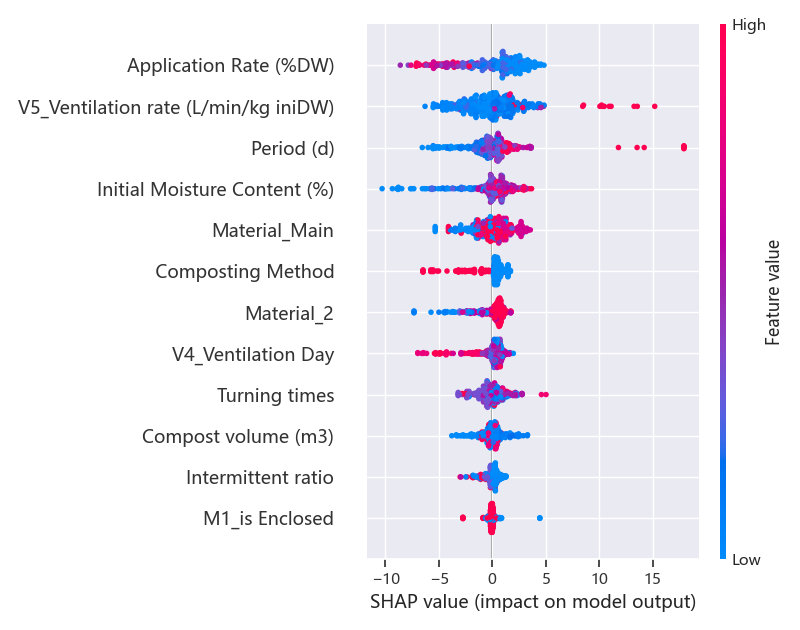 High
Application Rate (%DW)
V5_Ventilation rate (L/min/kg iniDW)
Period (d)
Initial Moisture Content (%)
Material_Main
Composting Method
Material_2
V4_Ventilation Day
Turning times
Compost volume (m3)
Intermittent ratio
M1_is Enclosed
Feature value
Low
−10 −5 0 5 10 15
SHAP value (impact on model output)